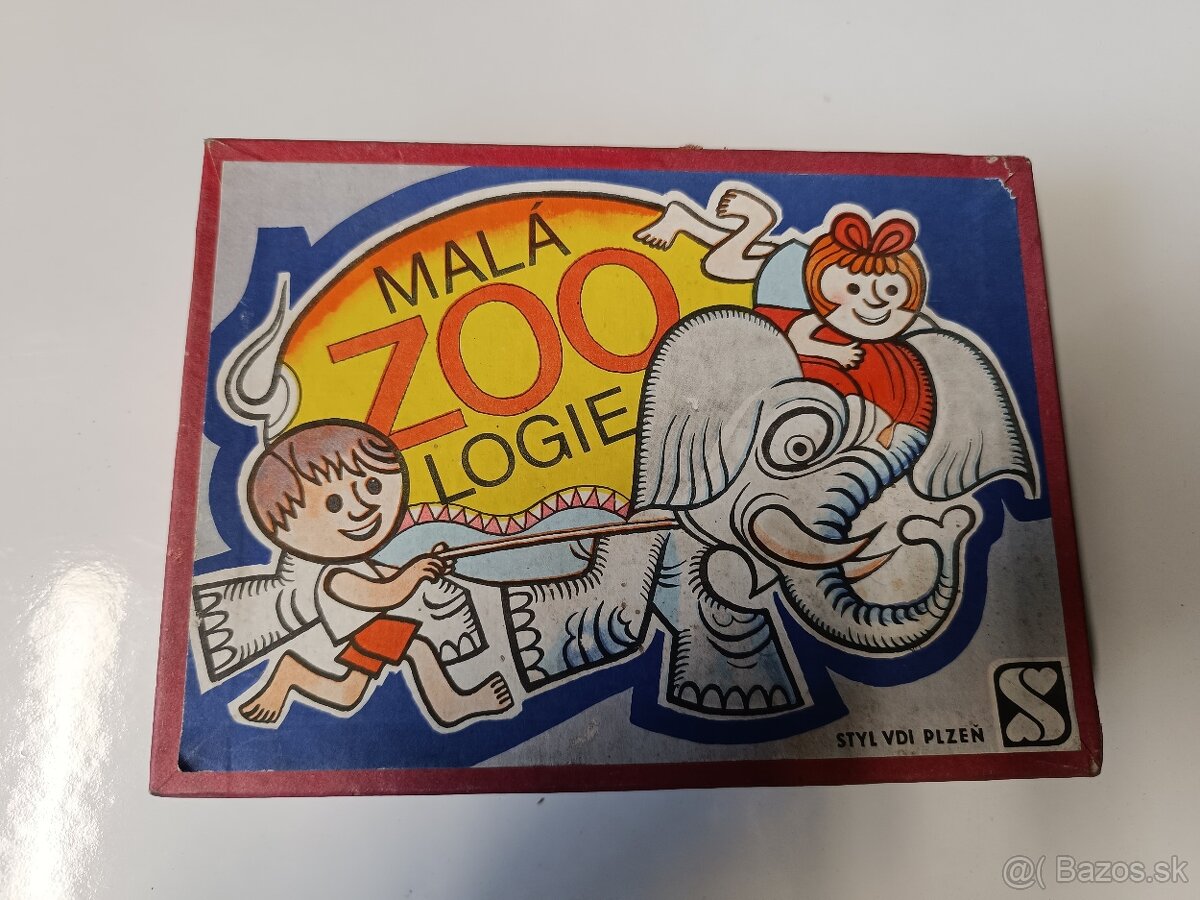 MALÁ
ZOO
LOGIE
STYL VDI PLZEŇ
S
@( Bazos.sk